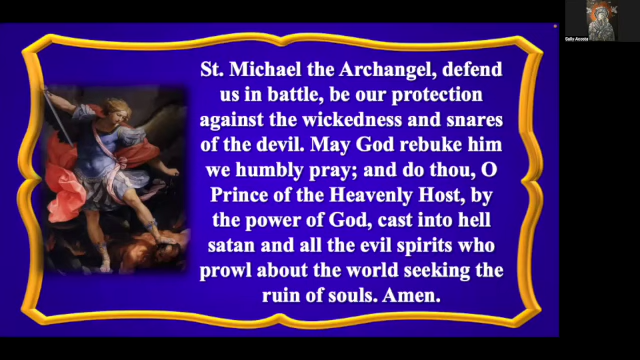 St. Michael the Archangel, defend
us in battle, be our protection
against the wickedness and snares
of the devil. May God rebuke him
we humbly pray; and do thou, O
Prince of the Heavenly Host, by
the power of God, cast into hell
satan and all the evil spirits who
prowl about the world seeking the
ruin of souls. Amen.
Sally Acosta